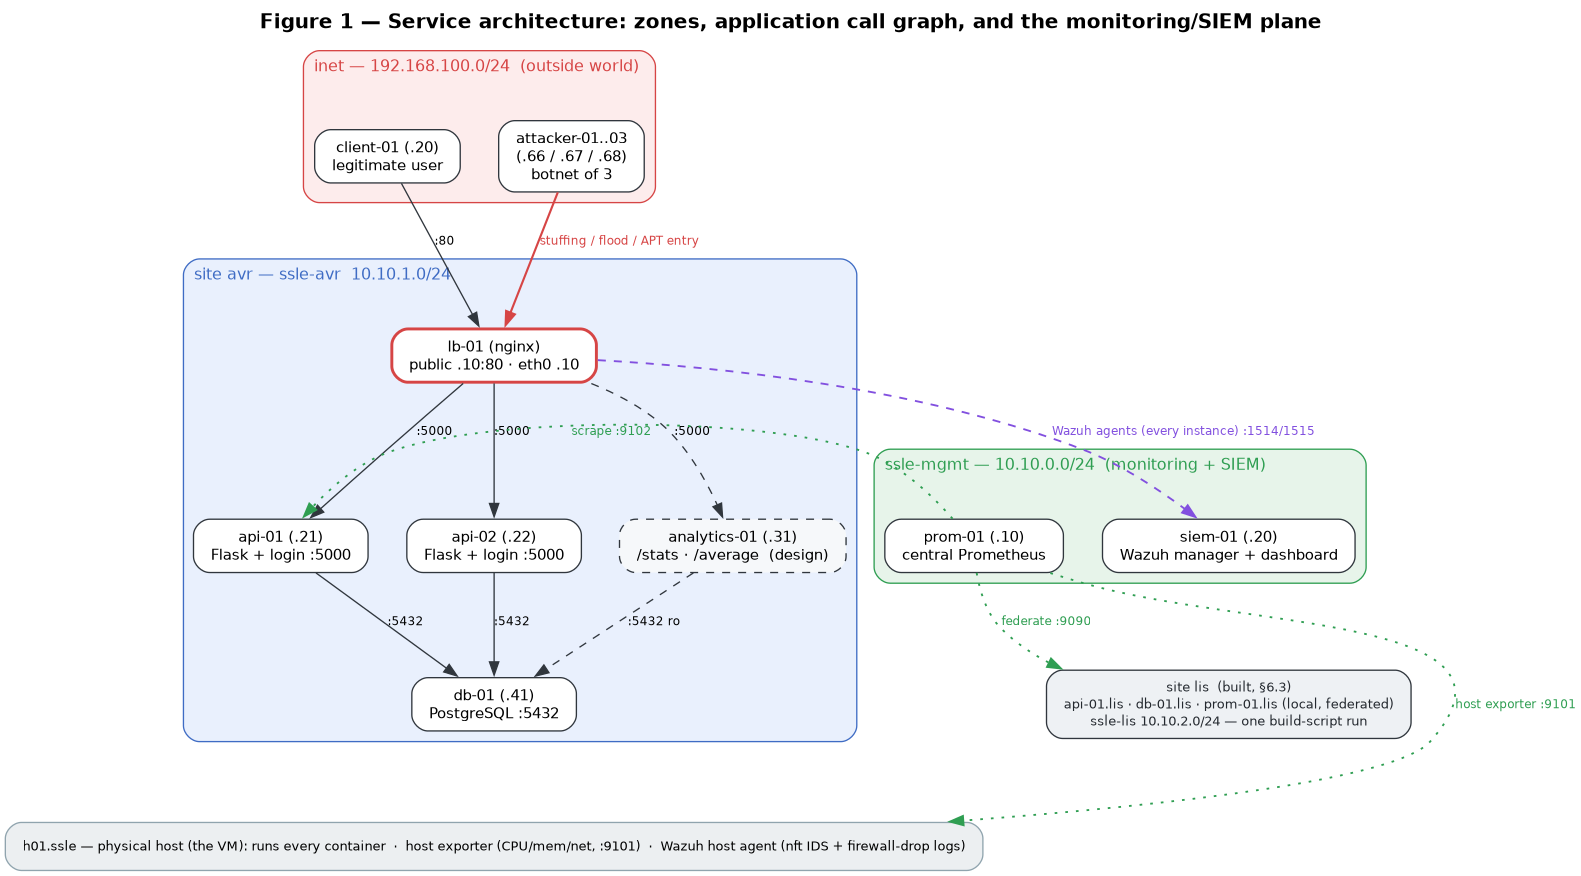 Figure 1 — Service architecture: zones, application call graph, and the monitoring/SIEM plane
inet — 192.168.100.0/24  (outside world)
client-01 (.20)
legitimate user
attacker-01..03
(.66 / .67 / .68)
botnet of 3
:80
stuffing / flood / APT entry
site avr — ssle-avr  10.10.1.0/24
lb-01 (nginx)
public .10:80 · eth0 .10
:5000
:5000
scrape :9102
:5000
Wazuh agents (every instance) :1514/1515
ssle-mgmt — 10.10.0.0/24  (monitoring + SIEM)
api-01 (.21)
Flask + login :5000
api-02 (.22)
Flask + login :5000
analytics-01 (.31)
/stats · /average  (design)
prom-01 (.10)
central Prometheus
siem-01 (.20)
Wazuh manager + dashboard
:5432
:5432
:5432 ro
federate :9090
db-01 (.41)
PostgreSQL :5432
site lis  (built, §6.3)
api-01.lis · db-01.lis · prom-01.lis (local, federated)
ssle-lis 10.10.2.0/24 — one build-script run
host exporter :9101
h01.ssle — physical host (the VM): runs every container  ·  host exporter (CPU/mem/net, :9101)  ·  Wazuh host agent (nft IDS + firewall-drop logs)